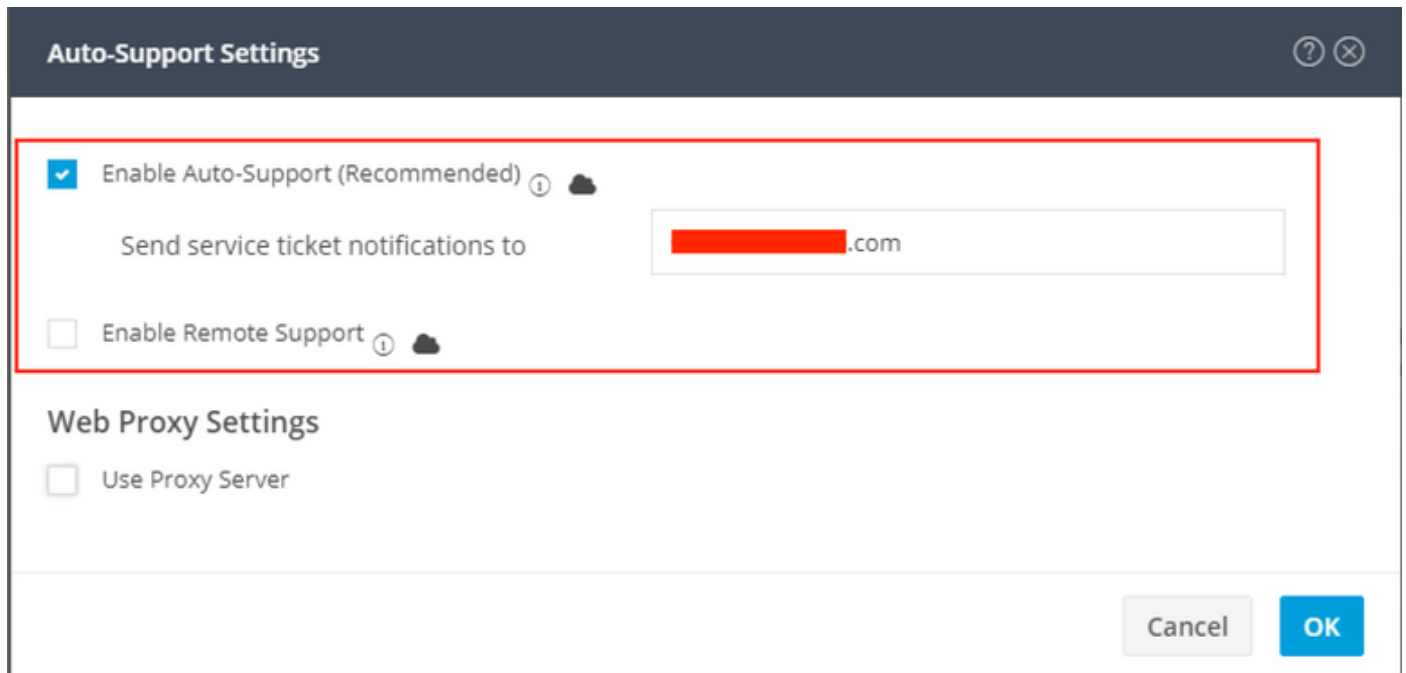 Auto-Support Settings
Enable Auto-Support (Recommended)
Send service ticket notifications to
.com
Enable Remote Support
Web Proxy Settings
Use Proxy Server
Cancel OK